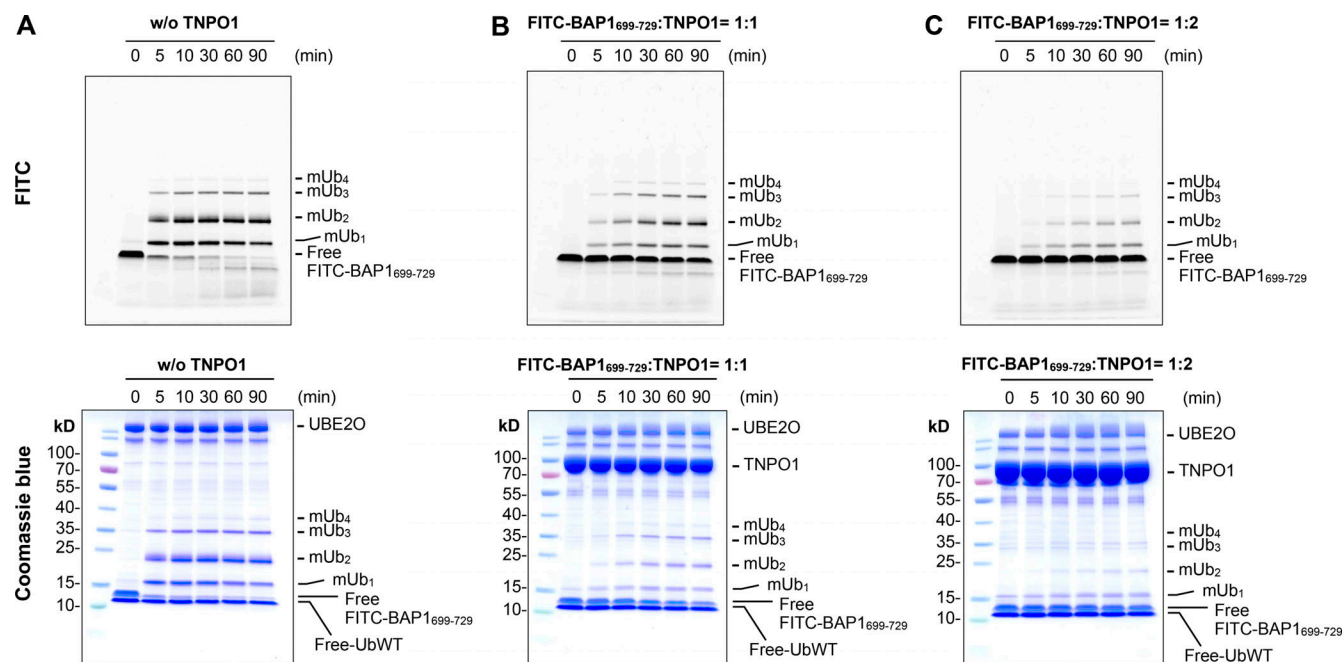 A
w/o TNPO1
0 5 10 30 60 90 (min)
FITC
mUb4
mUb3
mUb2
mUb1
Free
FITC-BAP1699-729
B
FITC-BAP1699-729:TNPO1= 1:1
0 5 10 30 60 90 (min)
mUb4
mUb3
mUb2
mUb1
Free
FITC-BAP1699-729
C
FITC-BAP1699-729:TNPO1= 1:2
0 5 10 30 60 90 (min)
mUb4
mUb3
mUb2
mUb1
Free
FITC-BAP1699-729
w/o TNPO1
0 5 10 30 60 90 (min)
Coomassie blue
kD
100-
70-
55-
40-
35-
25-
15-
10-
UBE2O
mUb4
mUb3
mUb2
mUb1
Free
FITC-BAP1699-729
Free-UbWT
FITC-BAP1699-729:TNPO1= 1:1
0 5 10 30 60 90 (min)
kD
100-
70-
55-
40-
35-
25-
15-
10-
UBE2O
TNPO1
mUb4
mUb3
mUb2
mUb1
Free
FITC-BAP1699-729
Free-UbWT
FITC-BAP1699-729:TNPO1= 1:2
0 5 10 30 60 90 (min)
kD
100-
70-
55-
40-
35-
25-
15-
10-
UBE2O
TNPO1
mUb4
mUb3
mUb2
mUb1
Free
FITC-BAP1699-729
Free-UbWT